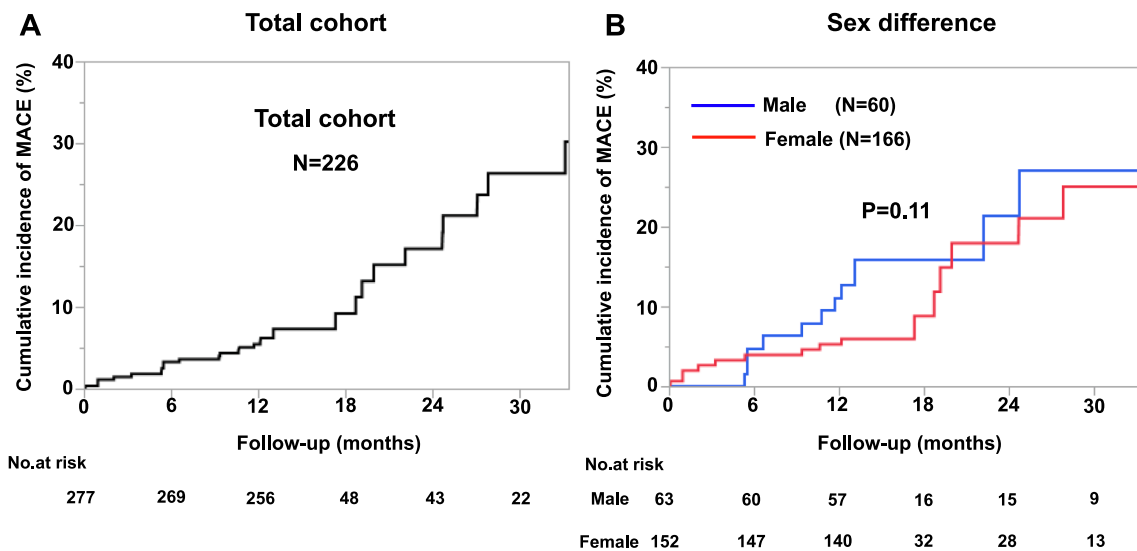 A
Total cohort
Cumulative incidence of MACE (%)
40
30
20
10
0
Total cohort
N=226
0 6 12 18 24 30
Follow-up (months)
No.at risk
277 269 256 48 43 22
B
Sex difference
Cumulative incidence of MACE (%)
40
30
20
10
0
Male (N=60)
Female (N=166)
P=0.11
0 6 12 18 24 30
Follow-up (months)
No.at risk
Male 63 60 57 16 15 9
Female 152 147 140 32 28 13